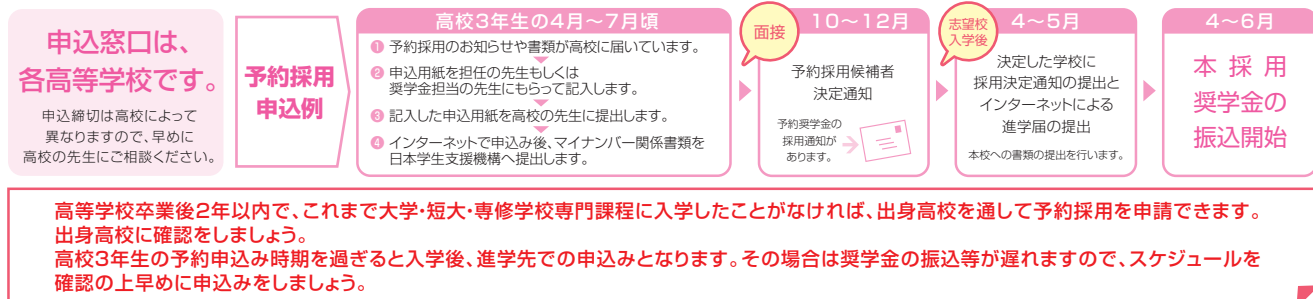 申込窓口は、
各高等学校です。
申込締切は高校によって
異なりますので、早めに
高校の先生にご相談ください。
予約採用
申込例
高校3年生の4月〜7月頃
❶ 予約採用のお知らせや書類が高校に届いています。
❷ 申込用紙を担任の先生もしくは
奨学金担当の先生にもらって記入します。
❸ 記入した申込用紙を高校の先生に提出します。
❹ インターネットで申込み後、マイナンバー関係書類を
日本学生支援機構へ提出します。
面接
10〜12月
予約採用候補者
決定通知
予約奨学金の
採用通知が
あります。
志望校
入学後
4〜5月
決定した学校に
採用決定通知の提出と
インターネットによる
進学届の提出
本校への書類の提出を行います。
4〜6月
本採用
奨学金の
振込開始
高等学校卒業後2年以内で、これまで大学・短大・専修学校専門課程に入学したことがなければ、出身高校を通して予約採用を申請できます。
出身高校に確認をしましょう。
高校3年生の予約申込み時期を過ぎると入学後、進学先での申込みとなります。その場合は奨学金の振込等が遅れますので、スケジュールを
確認の上早めに申込みをしましょう。